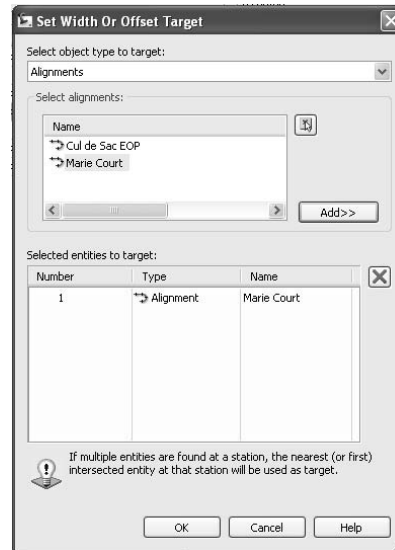 Set Width Or Offset Target
Select object type to target:
Alignments
Select alignments:
Name
Cul de Sac EOP
Marie Court
Add>>
Selected entities to target:
Number Type Name
1 Alignment Marie Court
If multiple entities are found at a station, the nearest (or first)
intersected entity at that station will be used as target.
OK Cancel Help